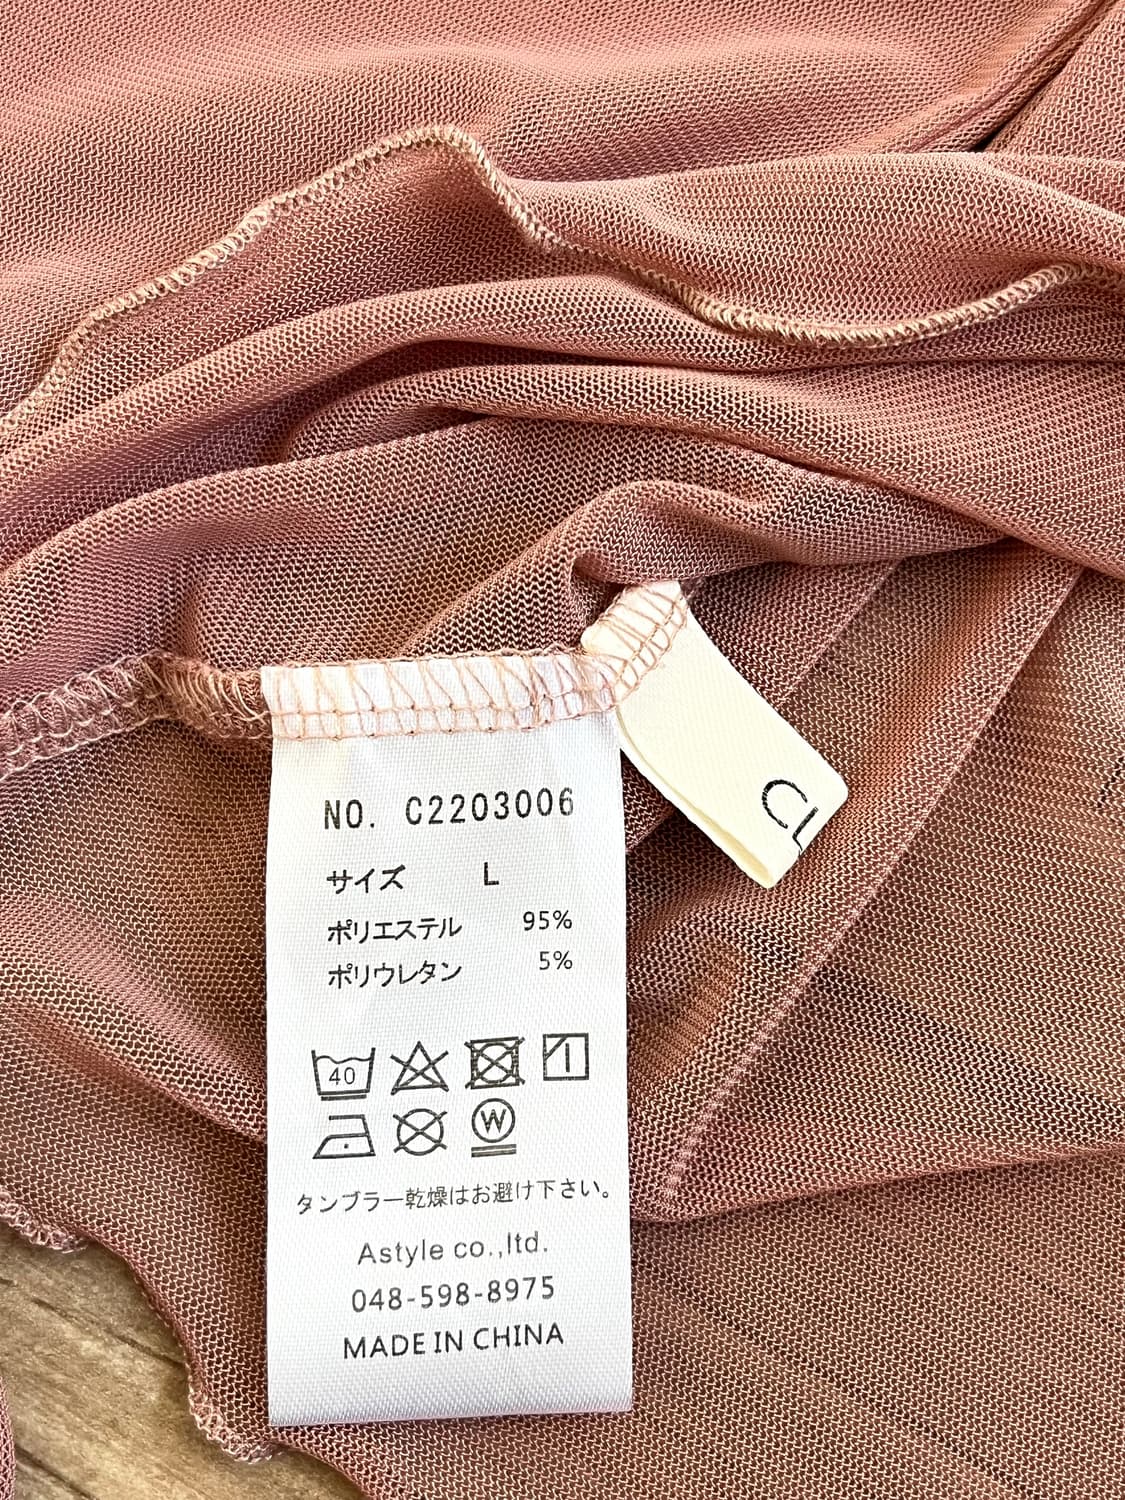 NO. C2203006
サイズ L
ポリエステル 95%
ポリウレタン 5%
40
W
タンブラー乾燥はお避け下さい。
Astyle co.,ltd.
048-598-8975
MADE IN CHINA